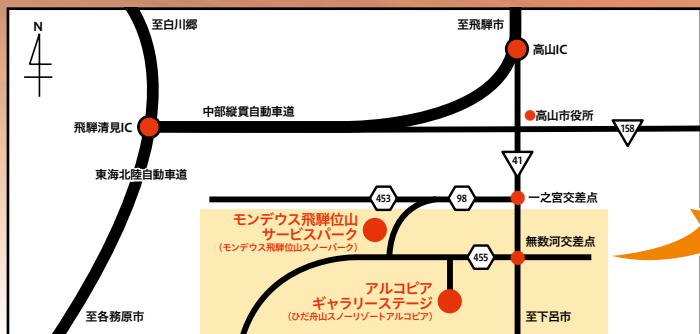 N
至白川郷
至飛騨市
高山IC
中部縦貫自動車道
高山市役所
飛騨清見IC
158
41
東海北陸自動車道
453
98
一之宮交差点
モンデウス飛騨位山
サービスパーク
(モンデウス飛騨位山スノーパーク)
無数河交差点
455
アルコピア
ギャラリーステージ
(ひだ舟山スノーリゾートアルコピア)
至各務原市
至下呂市